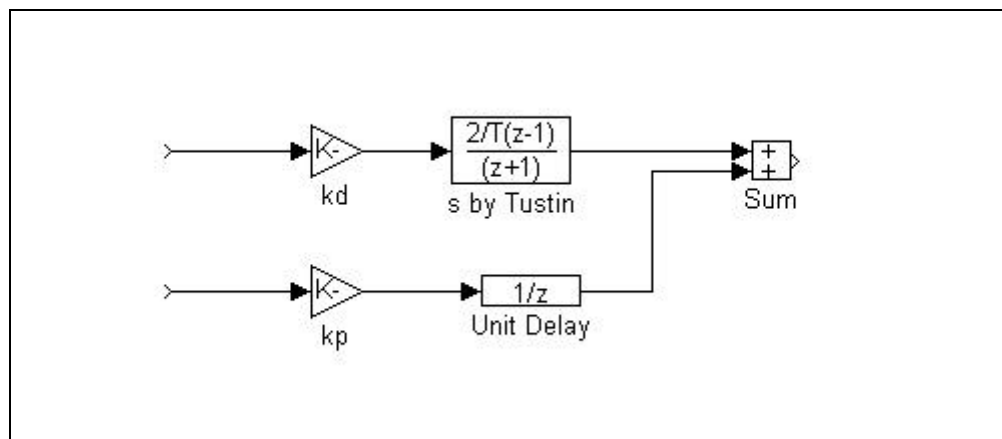 K-
kd
2/T(z-1)
(z+1)
s by Tustin
+
+
Sum
K-
kp
1/z
Unit Delay